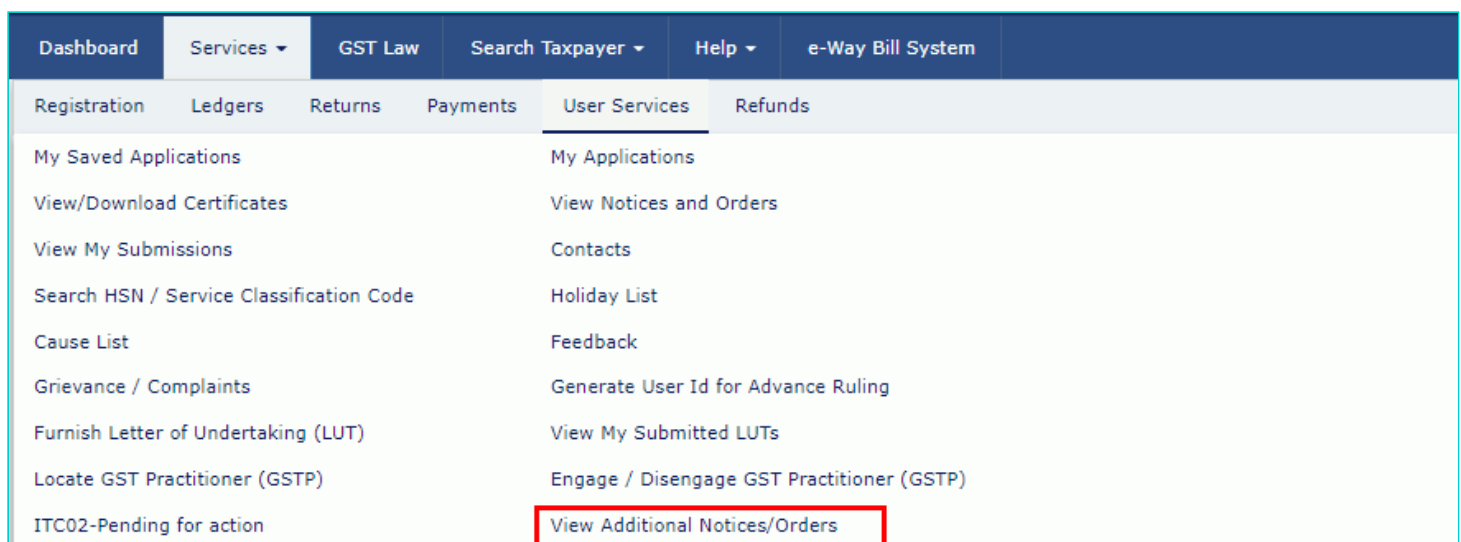 Dashboard Services GST Law Search Taxpayer Help e-Way Bill System
Registration Ledgers Returns Payments User Services Refunds
My Saved Applications My Applications
View/Download Certificates View Notices and Orders
View My Submissions Contacts
Search HSN / Service Classification Code Holiday List
Cause List Feedback
Grievance / Complaints Generate User Id for Advance Ruling
Furnish Letter of Undertaking (LUT) View My Submitted LUTs
Locate GST Practitioner (GSTP) Engage / Disengage GST Practitioner (GSTP)
ITC02-Pending for action View Additional Notices/Orders